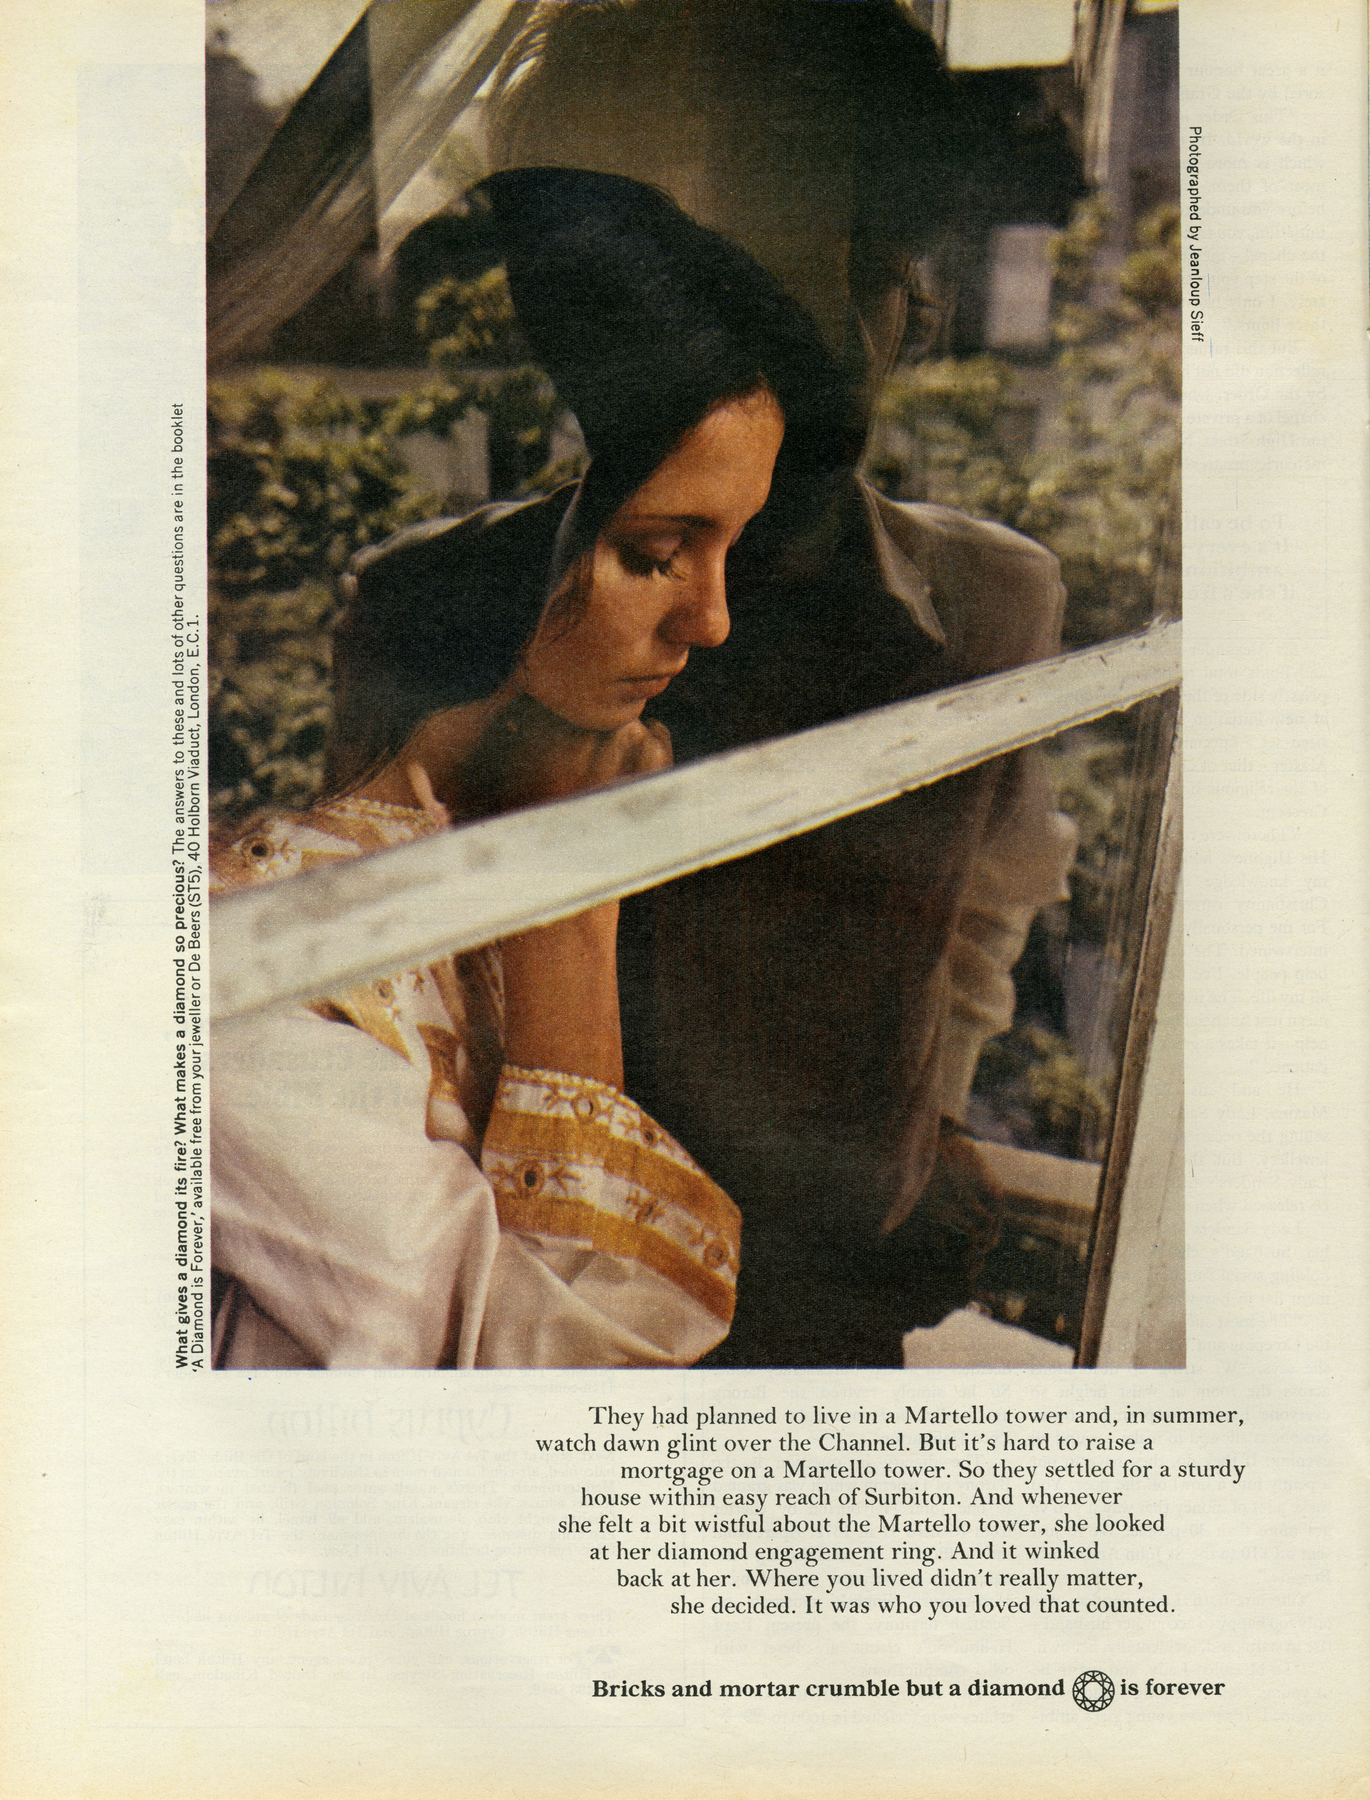 Photographed by Jeanloup Sieff
What gives a diamond its fire? What makes a diamond so precious? The answers to these and lots of other questions are in the booklet
'A Diamond is Forever,' available free from your jeweller or De Beers (ST5), 40 Holborn Viaduct, London, E.C.1.
They had planned to live in a Martello tower and, in summer,
watch dawn glint over the Channel. But it's hard to raise a
mortgage on a Martello tower. So they settled for a sturdy
house within easy reach of Surbiton. And whenever
she felt a bit wistful about the Martello tower, she looked
at her diamond engagement ring. And it winked
back at her. Where you lived didn't really matter,
she decided. It was who you loved that counted.
Bricks and mortar crumble but a diamond is forever